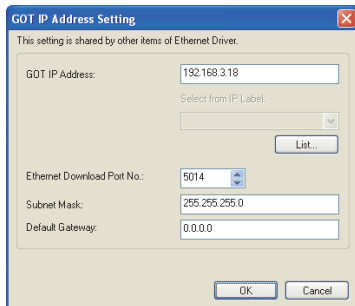 GOT IP Address Setting
This setting is shared by other items of Ethernet Driver.
GOT IP Address: 192.168.3.18
Select from IP Label:
List...
Ethernet Download Port No.: 5014
Subnet Mask: 255.255.255.0
Default Gateway: 0.0.0.0
OK Cancel